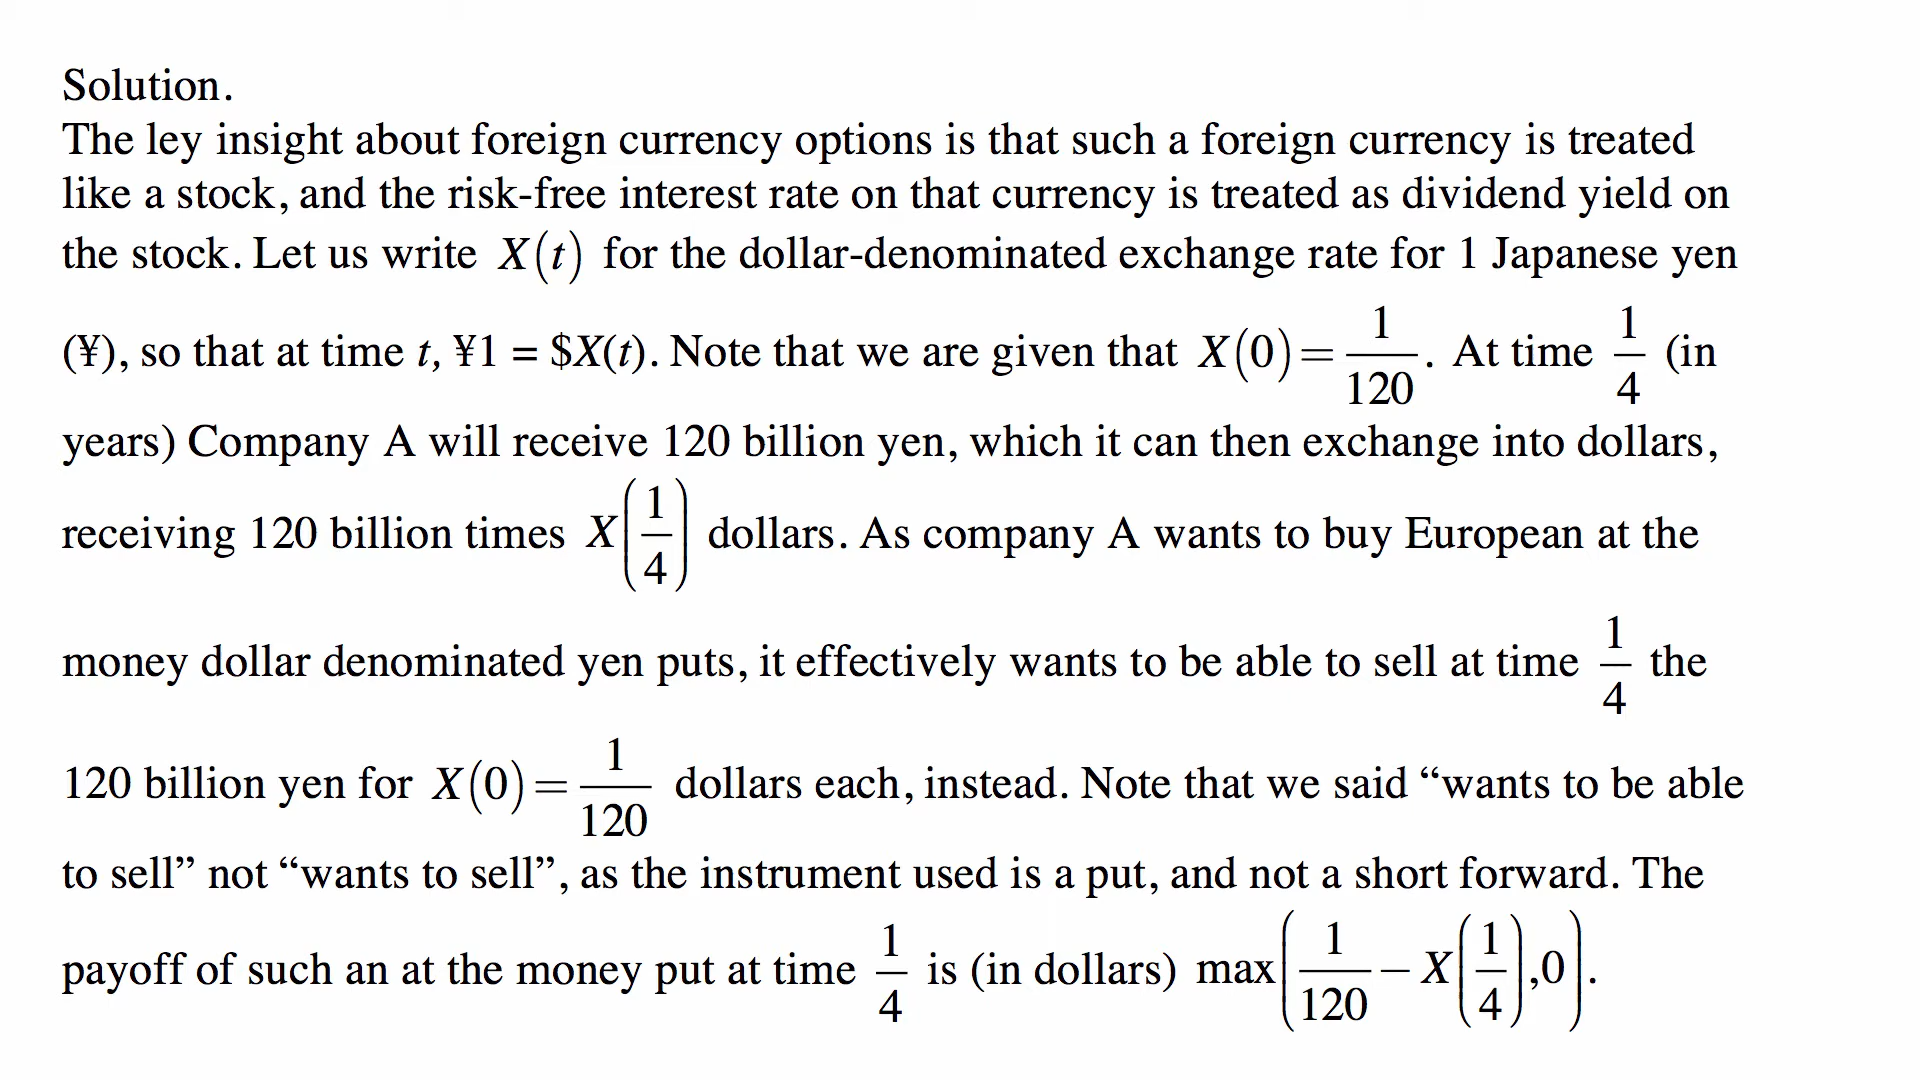 Solution.
The ley insight about foreign currency options is that such a foreign currency is treated
like a stock, and the risk-free interest rate on that currency is treated as dividend yield on
the stock. Let us write X(t) for the dollar-denominated exchange rate for 1 Japanese yen
(¥), so that at time t, ¥1 = $X(t). Note that we are given that X(0) = 1/120. At time 1/4 (in
years) Company A will receive 120 billion yen, which it can then exchange into dollars,
receiving 120 billion times X(1/4) dollars. As company A wants to buy European at the
money dollar denominated yen puts, it effectively wants to be able to sell at time 1/4 the
120 billion yen for X(0) = 1/120 dollars each, instead. Note that we said “wants to be able
to sell” not “wants to sell”, as the instrument used is a put, and not a short forward. The
payoff of such an at the money put at time 1/4 is (in dollars) max(1/120 − X(1/4),0).